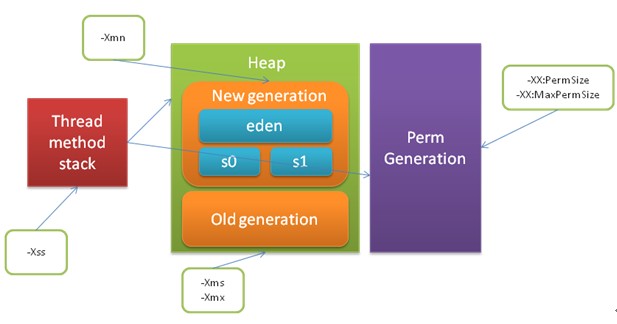 -Xmn
Heap
New generation
eden
s0
s1
Old generation
Thread
method
stack
-Xss
-Xms
-Xmx
Perm
Generation
-XX:PermSize
-XX:MaxPermSize